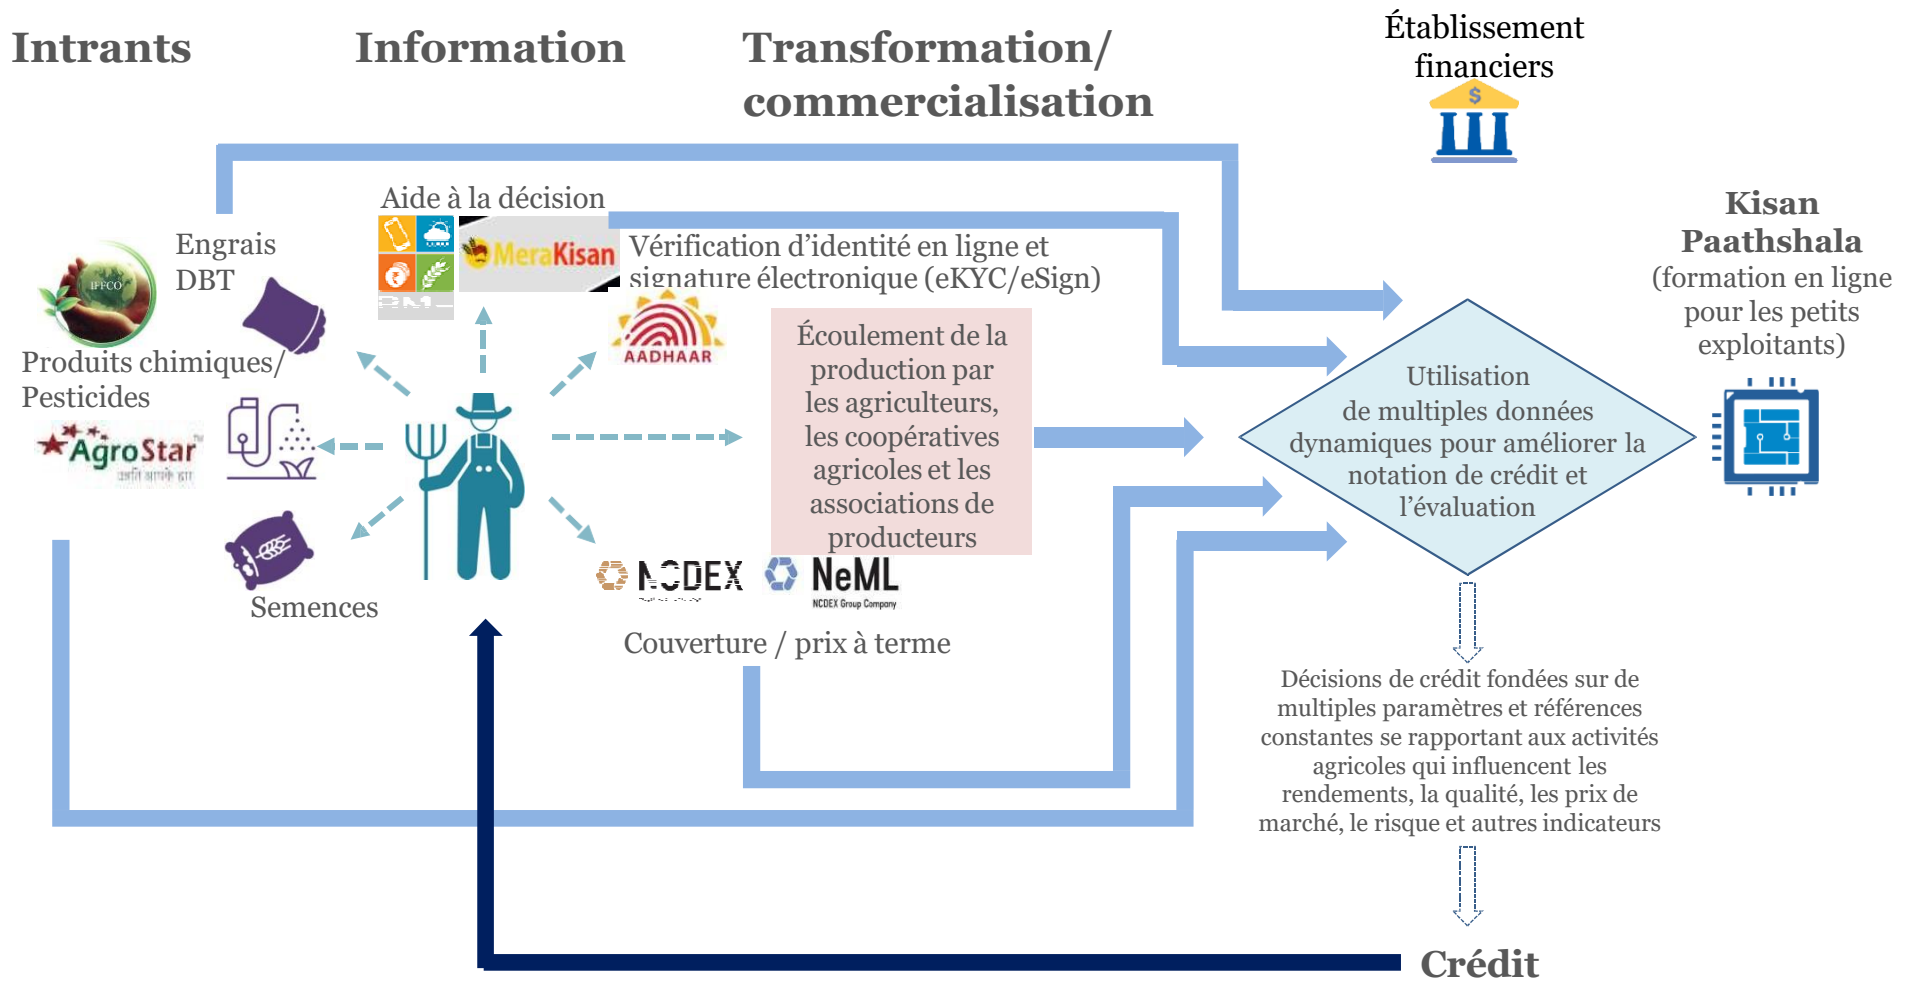 Intrants
Information
Transformation/
commercialisation
Établissement
financiers
$
Aide à la décision
MeraKisan
Vérification d’identité en ligne et
signature électronique (eKYC/eSign)
AADHAAR
Engrais
DBT
IFFCO
Produits chimiques/
Pesticides
AgroStar
Semences
Écoulement de la
production par
les agriculteurs,
les coopératives
agricoles et les
associations de
producteurs
NCDEX
NeML
NCDEX Group Company
Couverture / prix à terme
Kisan
Paathshala
(formation en ligne
pour les petits
exploitants)
Utilisation
de multiples données
dynamiques pour améliorer la
notation de crédit et
l’évaluation
Décisions de crédit fondées sur de
multiples paramètres et références
constantes se rapportant aux activités
agricoles qui influencent les
rendements, la qualité, les prix de
marché, le risque et autres indicateurs
Crédit